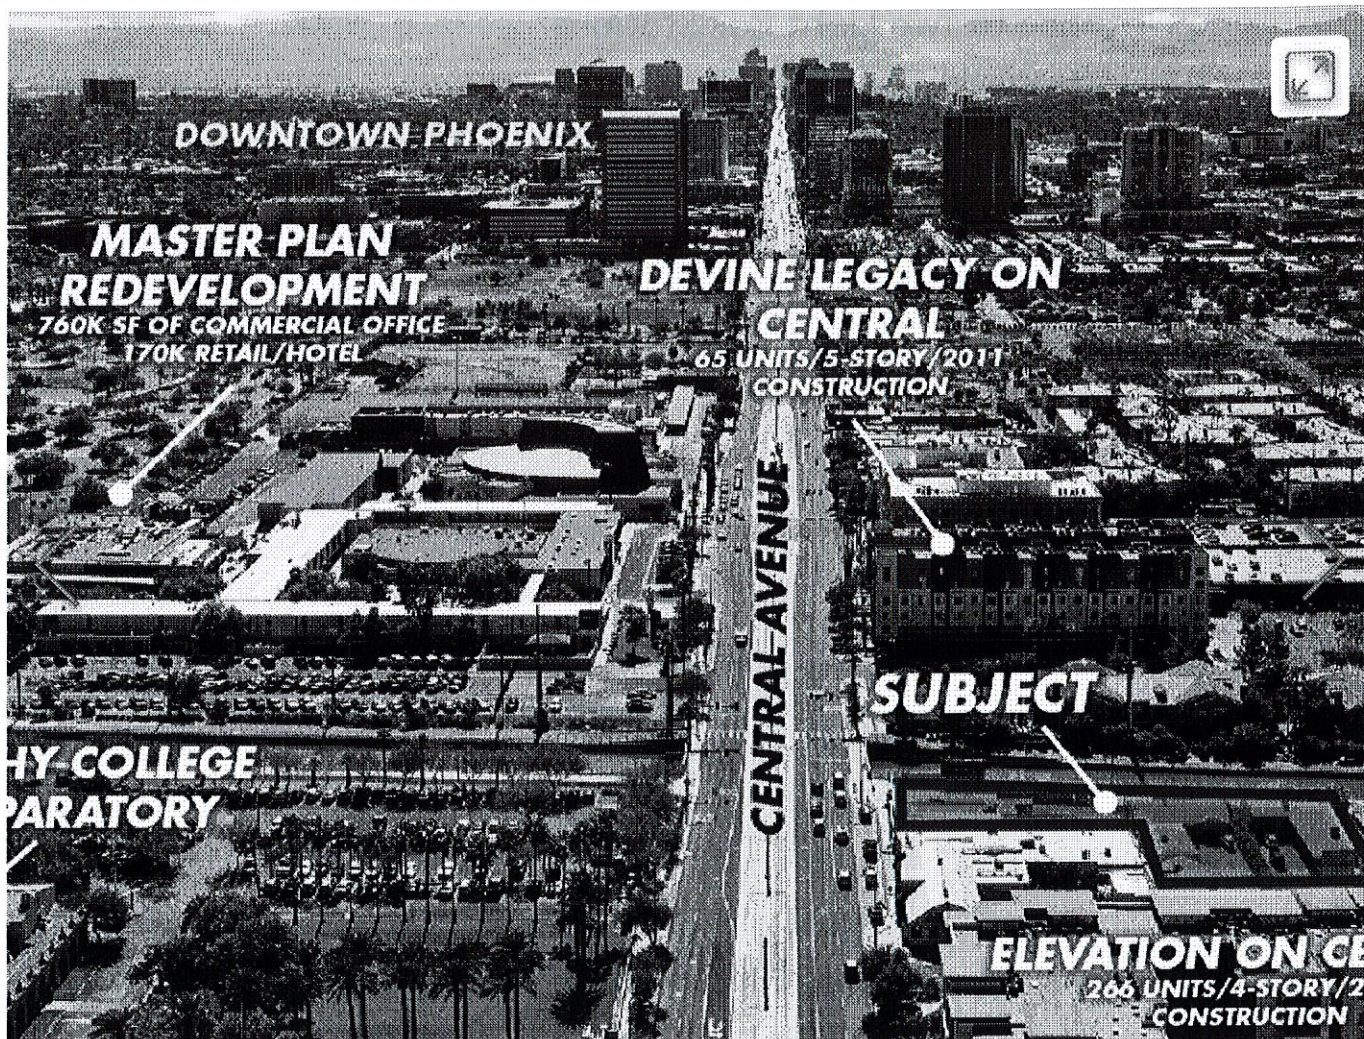 DOWNTOWN PHOENIX
MASTER PLAN
REDEVELOPMENT
760K SF OF COMMERCIAL OFFICE
170K RETAIL/HOTEL
DEVINE LEGACY ON
CENTRAL
65 UNITS/5-STORY/2011
CONSTRUCTION
CENTRAL AVENUE
SUBJECT
HY COLLEGE
PARATORY
ELEVATION ON CE
266 UNITS/4-STORY/2
CONSTRUCTION